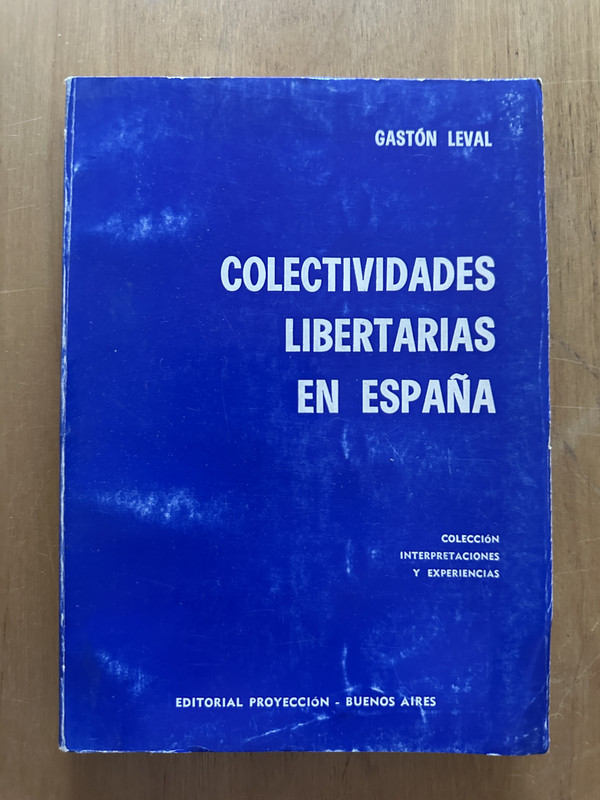 GASTÓN LEVAL
COLECTIVIDADES
LIBERTARIAS
EN ESPAÑA
COLECCIÓN
INTERPRETACIONES
Y EXPERIENCIAS
EDITORIAL PROYECCIÓN - BUENOS AIRES